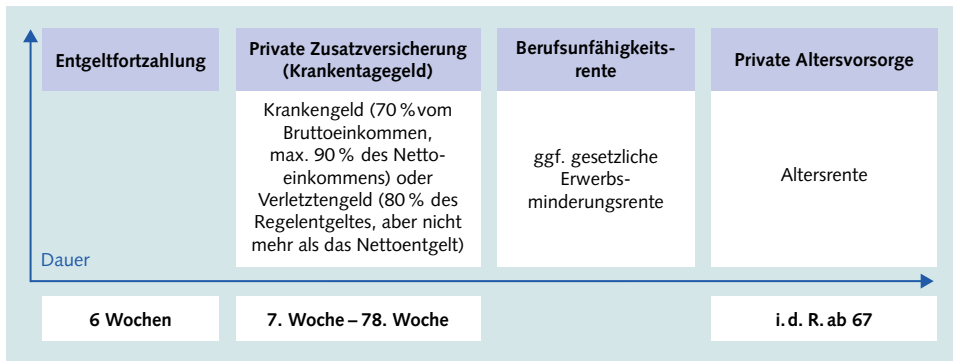 Entgeltfortzahlung
Private Zusatzversicherung
(Krankentagegeld)
Krankengeld (70 % vom
Bruttoeinkommen,
max. 90 % des Netto-
einkommens) oder
Verletztengeld (80 % des
Regelentgeltes, aber nicht
mehr als das Nettoentgelt)
Berufsunfähigkeits-
rente
ggf. gesetzliche
Erwerbs-
minderungsrente
Private Altersvorsorge
Altersrente
Dauer
6 Wochen
7. Woche – 78. Woche
i. d. R. ab 67